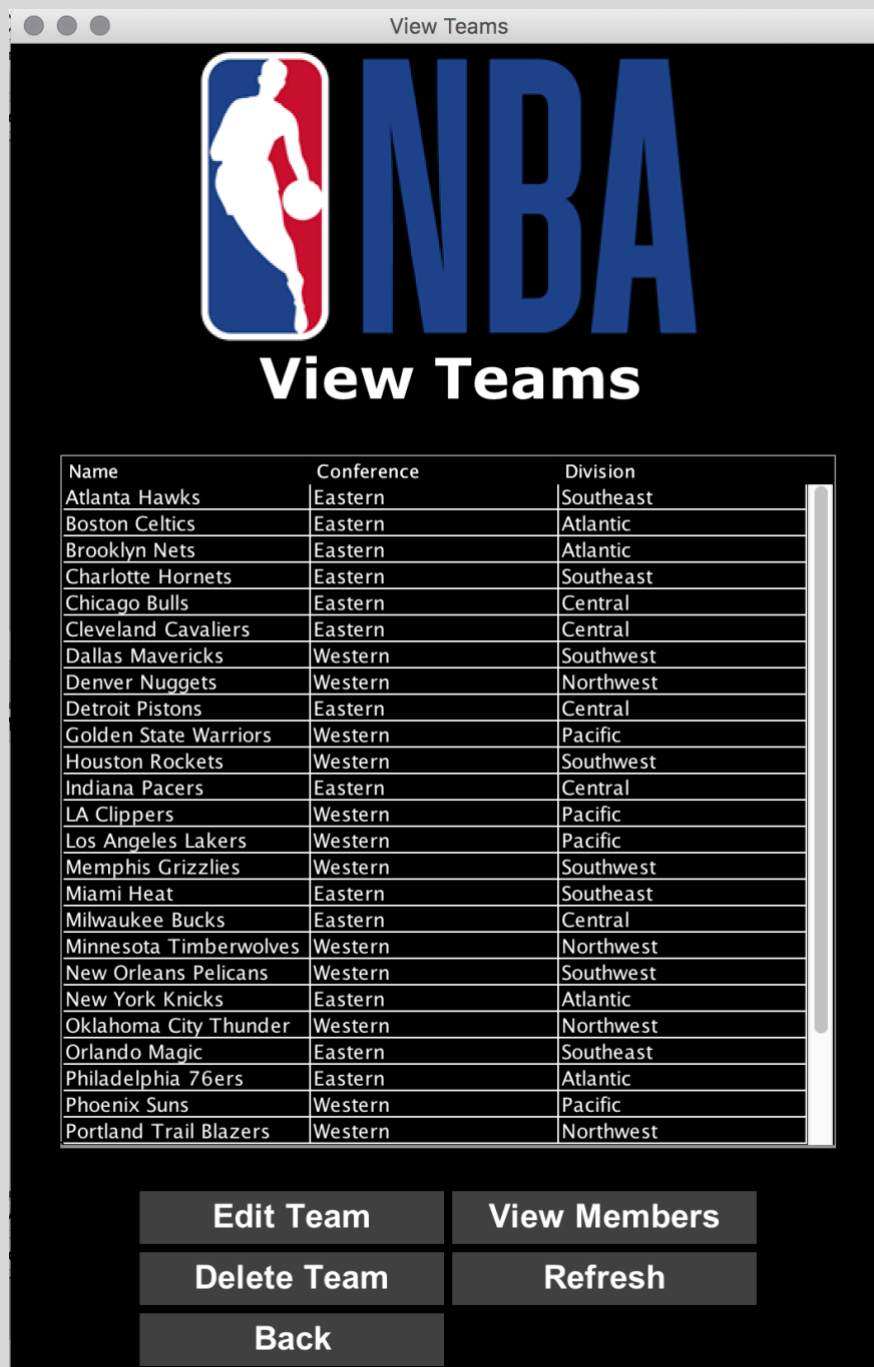 View Teams
NBA
View Teams
Name Conference Division
Atlanta Hawks Eastern Southeast
Boston Celtics Eastern Atlantic
Brooklyn Nets Eastern Atlantic
Charlotte Hornets Eastern Southeast
Chicago Bulls Eastern Central
Cleveland Cavaliers Eastern Central
Dallas Mavericks Western Southwest
Denver Nuggets Western Northwest
Detroit Pistons Eastern Central
Golden State Warriors Western Pacific
Houston Rockets Western Southwest
Indiana Pacers Eastern Central
LA Clippers Western Pacific
Los Angeles Lakers Western Pacific
Memphis Grizzlies Western Southwest
Miami Heat Eastern Southeast
Milwaukee Bucks Eastern Central
Minnesota Timberwolves Western Northwest
New Orleans Pelicans Western Southwest
New York Knicks Eastern Atlantic
Oklahoma City Thunder Western Northwest
Orlando Magic Eastern Southeast
Philadelphia 76ers Eastern Atlantic
Phoenix Suns Western Pacific
Portland Trail Blazers Western Northwest
Edit Team View Members
Delete Team Refresh
Back